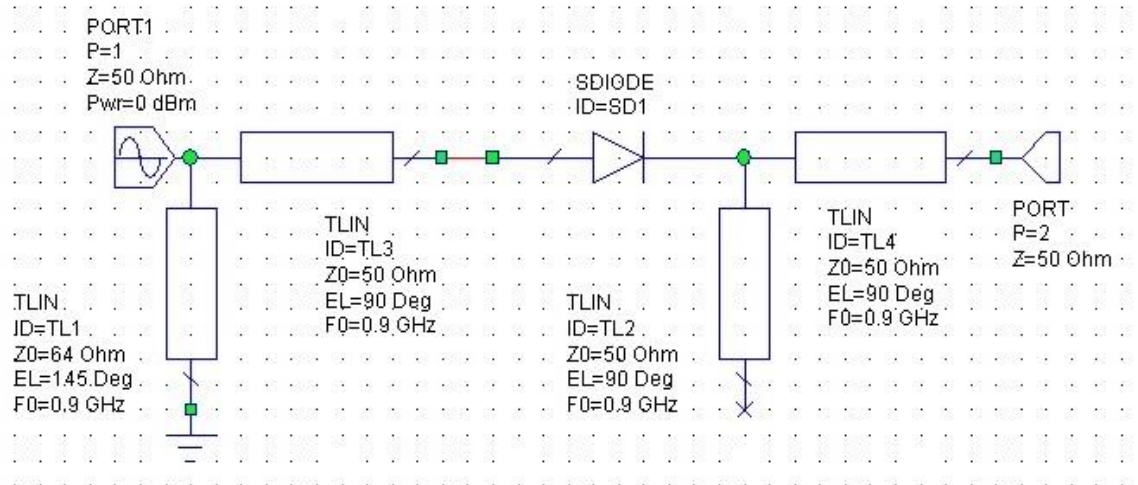 PORT1
P=1
Z=50 Ohm
Pwr=0 dBm
SDIODE
ID=SD1
TLIN
ID=TL3
Z0=50 Ohm
EL=90 Deg
F0=0.9 GHz
TLIN
ID=TL4
Z0=50 Ohm
EL=90 Deg
F0=0.9 GHz
PORT
P=2
Z=50 Ohm
TLIN
ID=TL1
Z0=64 Ohm
EL=145 Deg
F0=0.9 GHz
TLIN
ID=TL2
Z0=50 Ohm
EL=90 Deg
F0=0.9 GHz